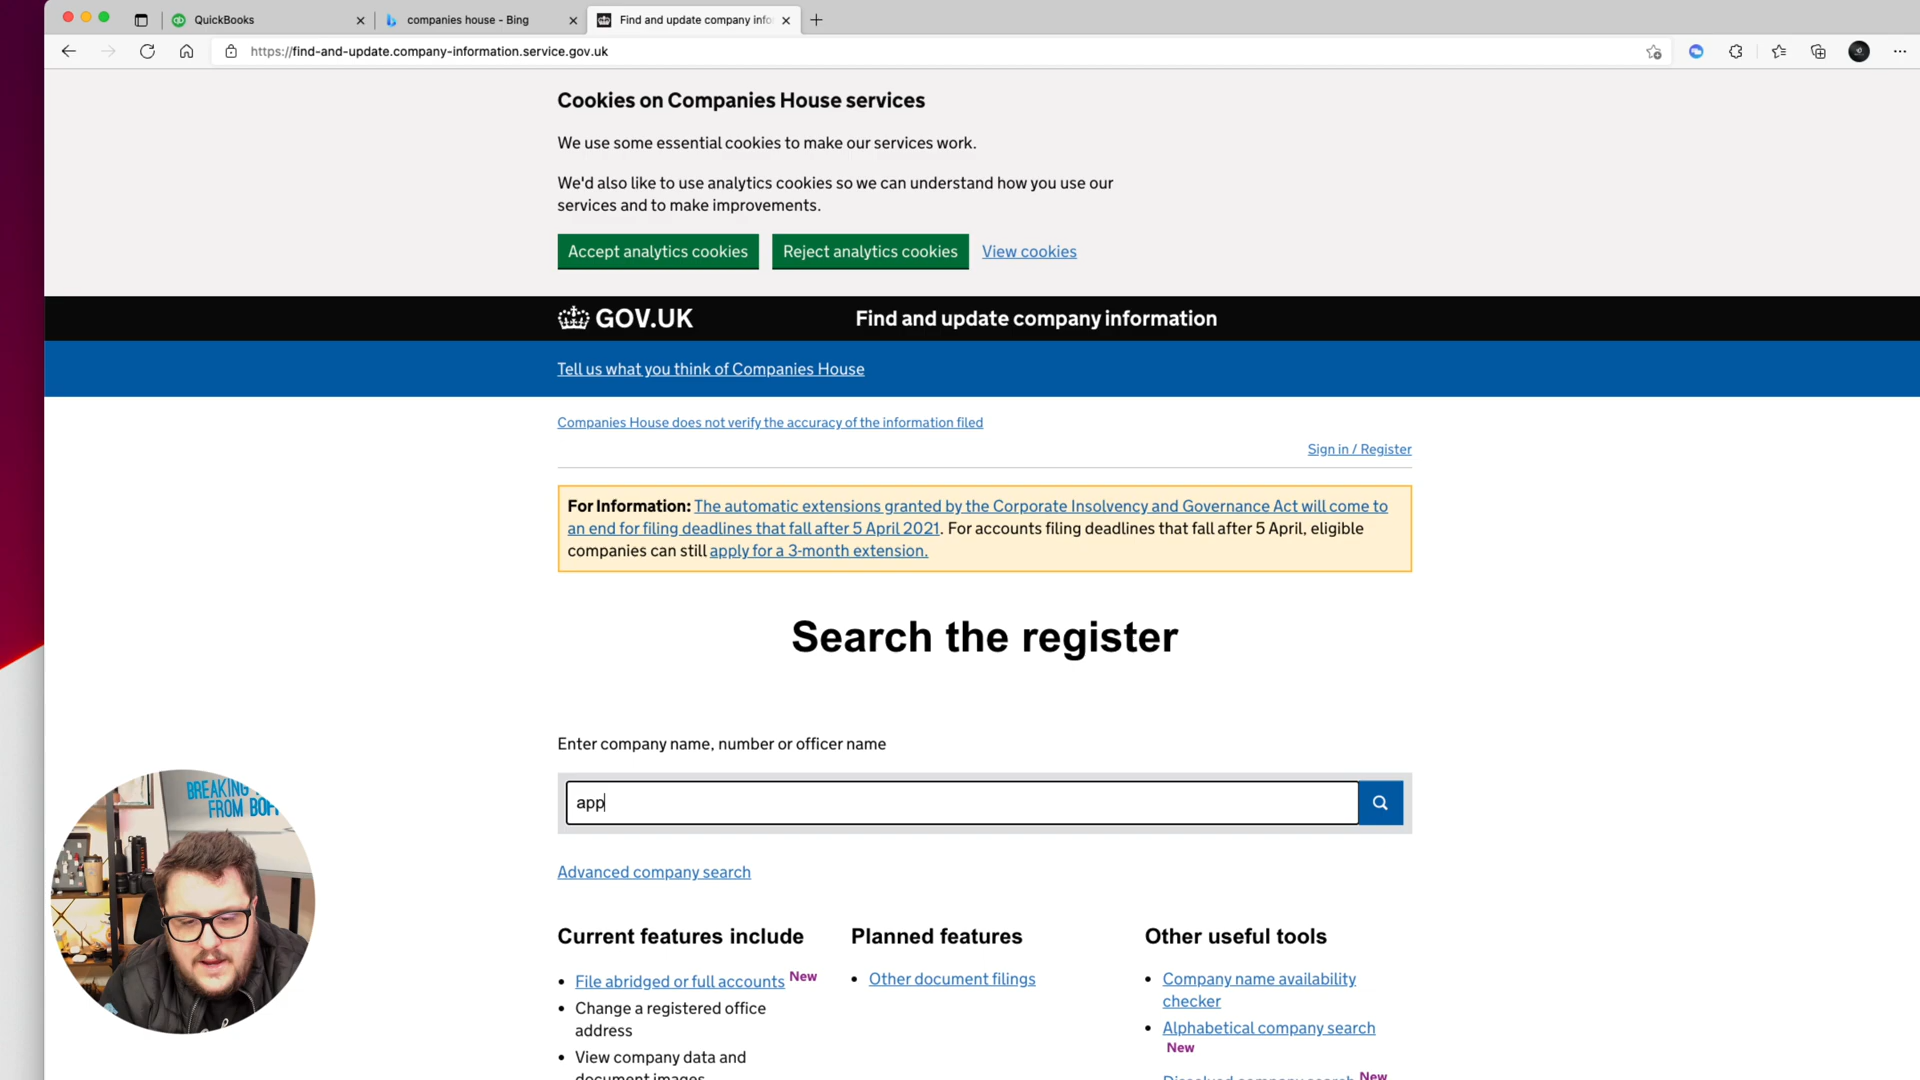 QuickBooks
companies house - Bing
Find and update company info
https://find-and-update.company-information.service.gov.uk
Cookies on Companies House services
We use some essential cookies to make our services work.
We'd also like to use analytics cookies so we can understand how you use our
services and to make improvements.
Accept analytics cookies
Reject analytics cookies
View cookies
GOV.UK
Find and update company information
Tell us what you think of Companies House
Companies House does not verify the accuracy of the information filed
Sign in / Register
For Information: The automatic extensions granted by the Corporate Insolvency and Governance Act will come to
an end for filing deadlines that fall after 5 April 2021. For accounts filing deadlines that fall after 5 April, eligible
companies can still apply for a 3-month extension.
Search the register
Enter company name, number or officer name
app
Advanced company search
Current features include
File abridged or full accounts New
Change a registered office
address
View company data and
document images
Planned features
Other document filings
Other useful tools
Company name availability
checker
Alphabetical company search
New
Dissolved company search New
BREAKING
FROM